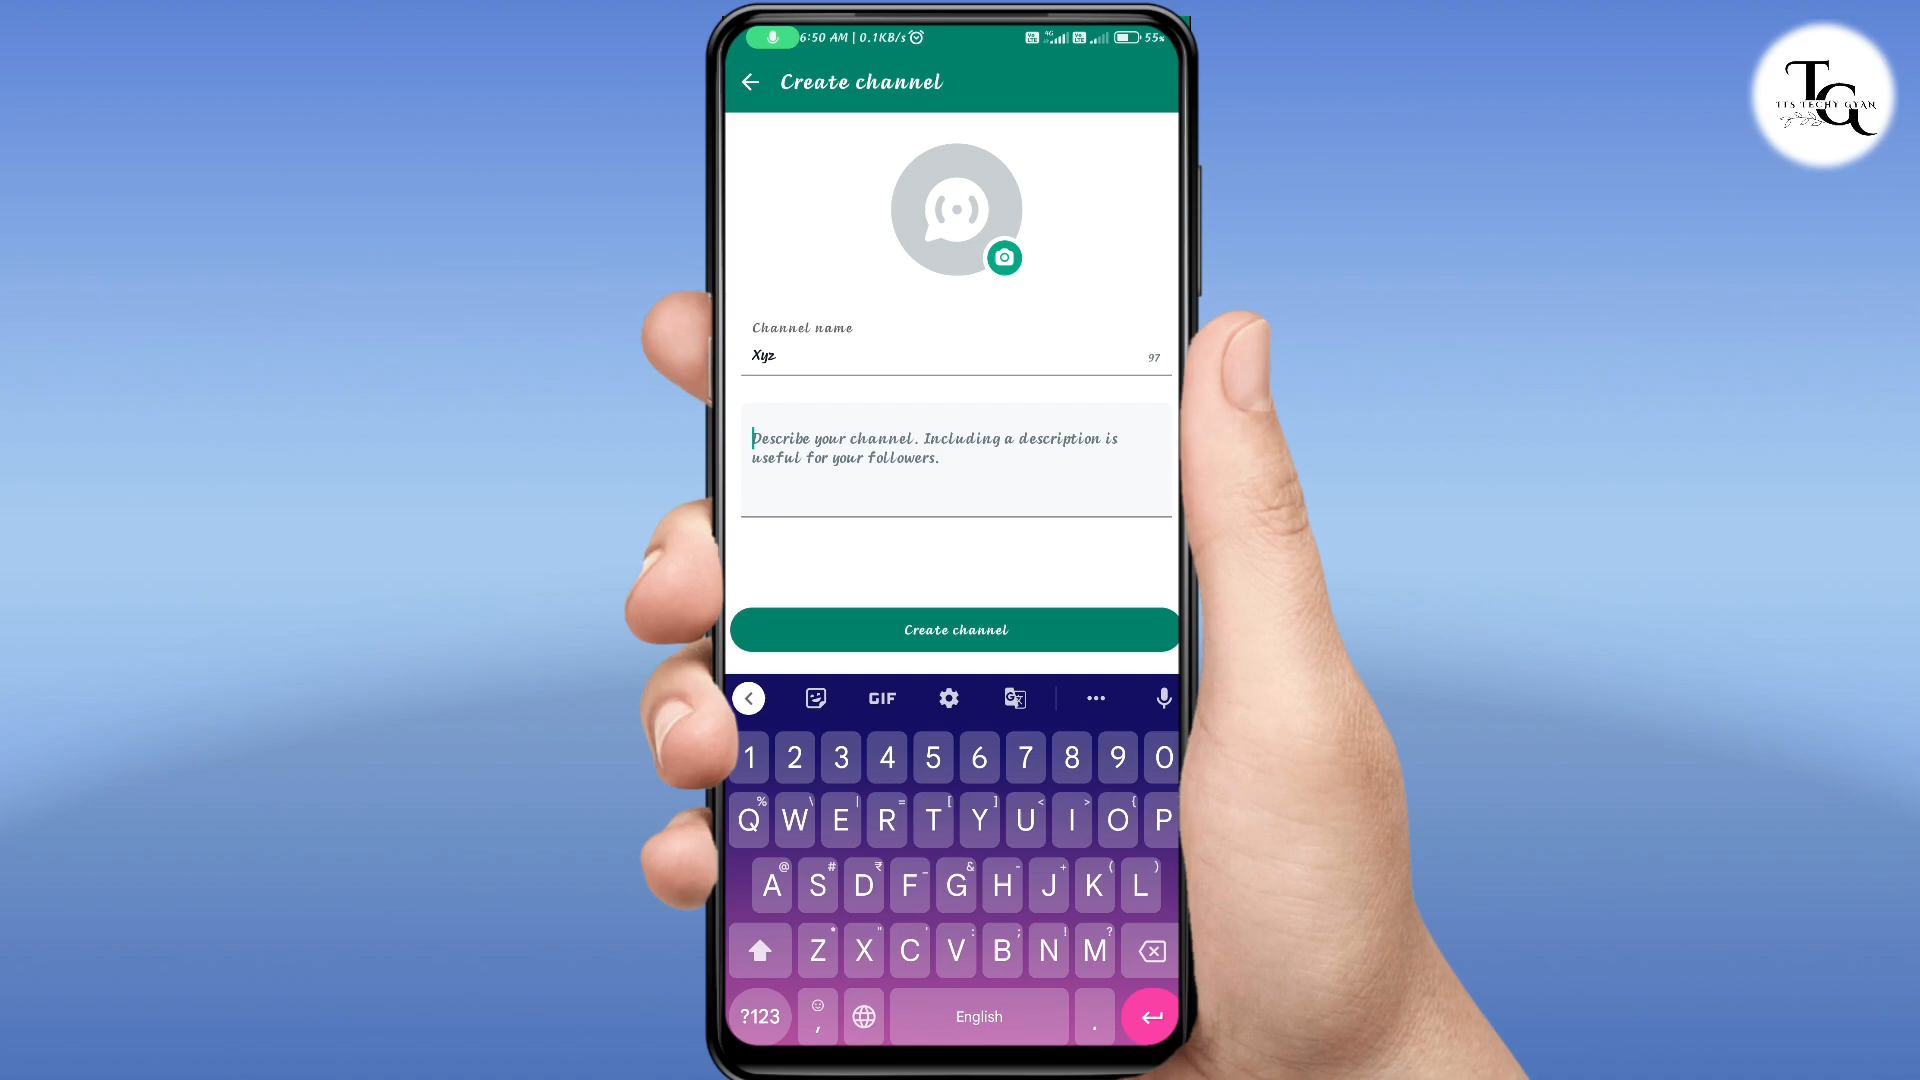 6:50 AM | 0.1KB/s
4G
55%
Create channel
TG
TTS TECHY GYAN
Channel name
Xyz
97
Describe your channel. Including a description is
useful for your followers.
Create channel
GIF
1 2 3 4 5 6 7 8 9 0
% \ | = [ ] < > {
Q W E R T Y U I O P
@ # ₹ _ & - + ( )
A S D F G H J K L
* " ' : ; ! ?
Z X C V B N M
?123 , English .